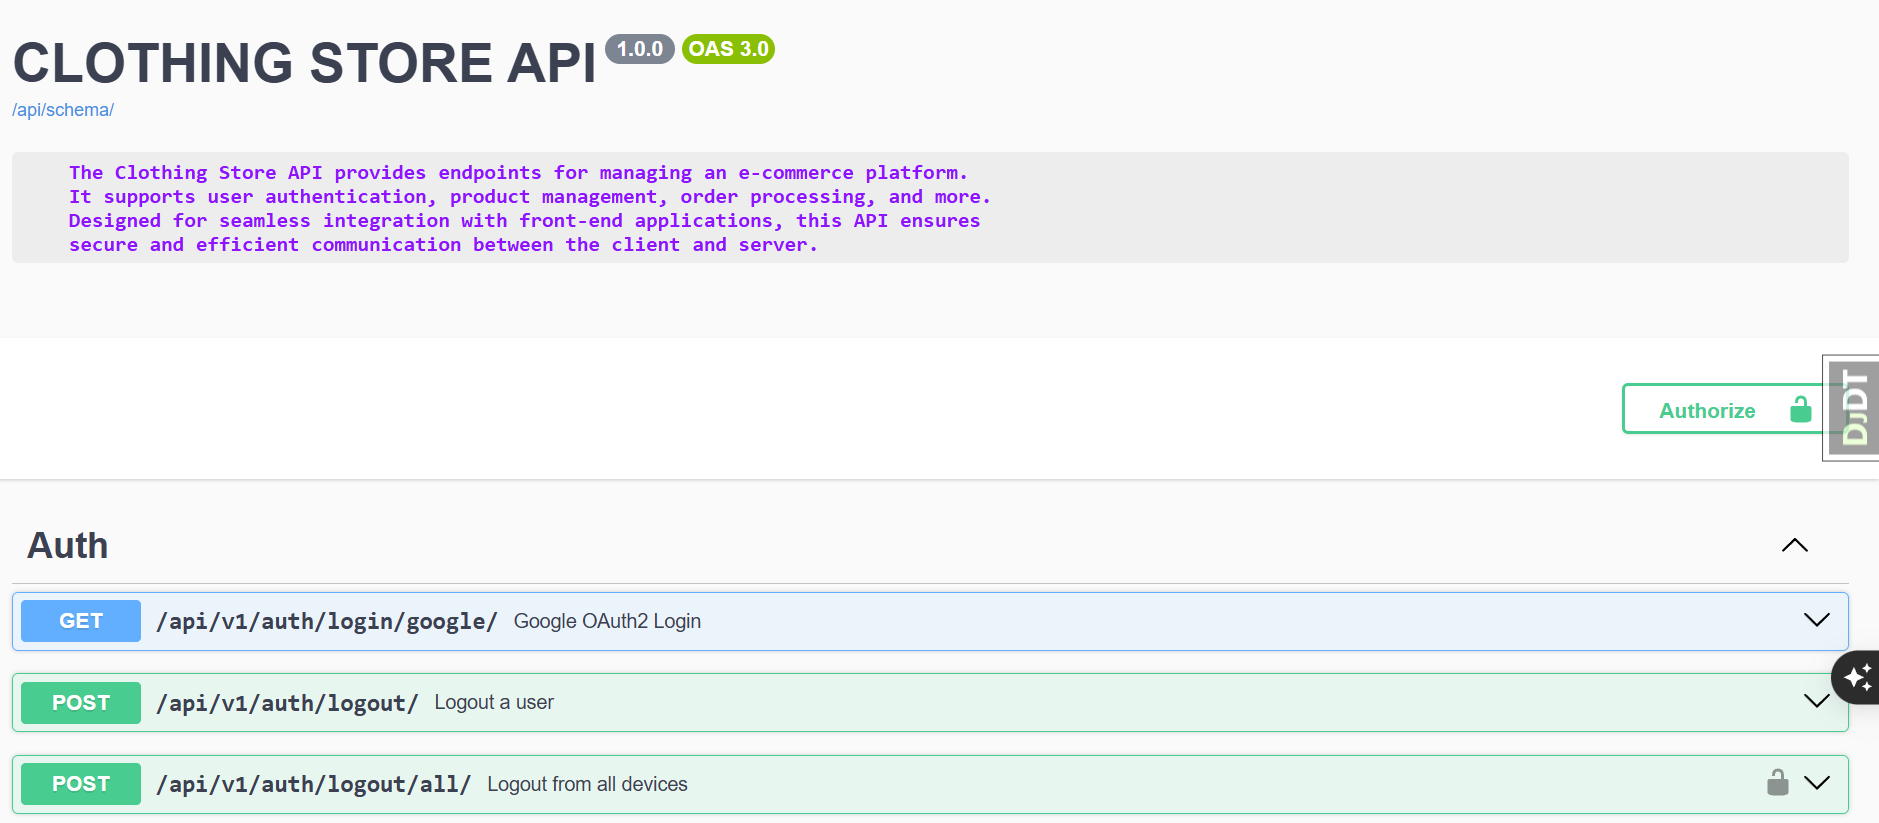 CLOTHING STORE API 1.0.0 OAS 3.0
/api/schema/
The Clothing Store API provides endpoints for managing an e-commerce platform.
It supports user authentication, product management, order processing, and more.
Designed for seamless integration with front-end applications, this API ensures
secure and efficient communication between the client and server.
Authorize
DJDT
Auth
GET /api/v1/auth/login/google/ Google OAuth2 Login
POST /api/v1/auth/logout/ Logout a user
POST /api/v1/auth/logout/all/ Logout from all devices